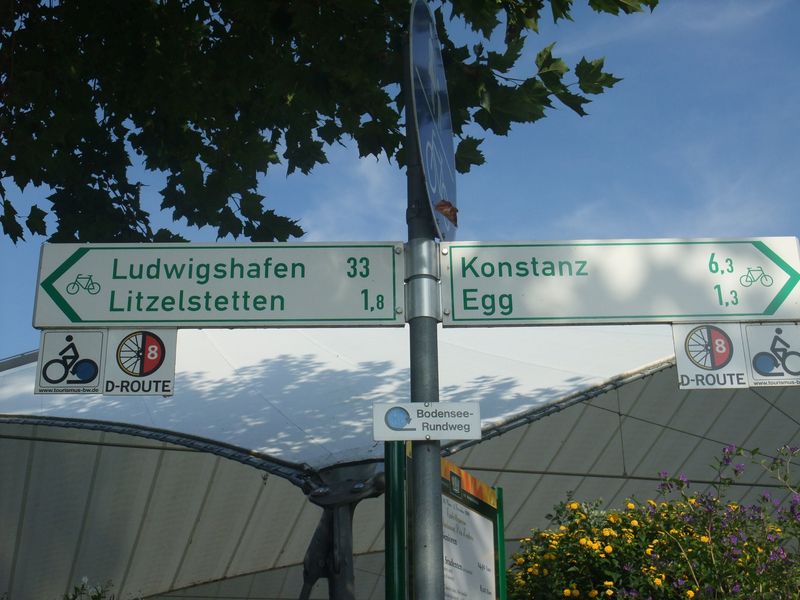 Ludwigshafen 33
Litzelstetten 1,8
Konstanz 6,3
Egg 1,3
www.tourismus-bw.de
8
D-ROUTE
8
D-ROUTE
www.tourismus-bw.de
Bodensee-
Rundweg